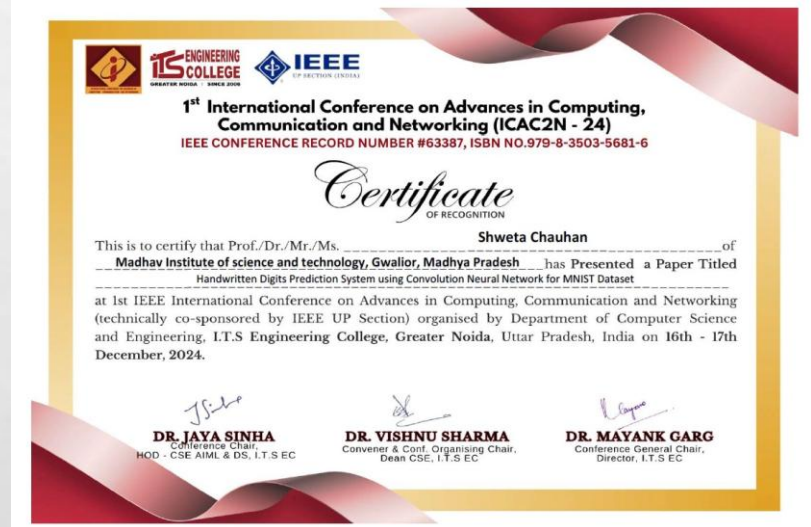 ITS ENGINEERING COLLEGE
GREATER NOIDA | SINCE 2006
IEEE
UP SECTION (INDIA)
1st International Conference on Advances in Computing,
Communication and Networking (ICAC2N - 24)
IEEE CONFERENCE RECORD NUMBER #63387, ISBN NO.979-8-3503-5681-6
Certificate
OF RECOGNITION
This is to certify that Prof./Dr./Mr./Ms. Shweta Chauhan of
Madhav Institute of science and technology, Gwalior, Madhya Pradesh has Presented a Paper Titled
Handwritten Digits Prediction System using Convolution Neural Network for MNIST Dataset
at 1st IEEE International Conference on Advances in Computing, Communication and Networking
(technically co-sponsored by IEEE UP Section) organised by Department of Computer Science
and Engineering, I.T.S Engineering College, Greater Noida, Uttar Pradesh, India on 16th - 17th
December, 2024.
DR. JAYA SINHA
Conference Chair,
HOD - CSE AIML & DS, I.T.S EC
DR. VISHNU SHARMA
Convener & Conf. Organising Chair,
Dean CSE, I.T.S EC
DR. MAYANK GARG
Conference General Chair,
Director, I.T.S EC